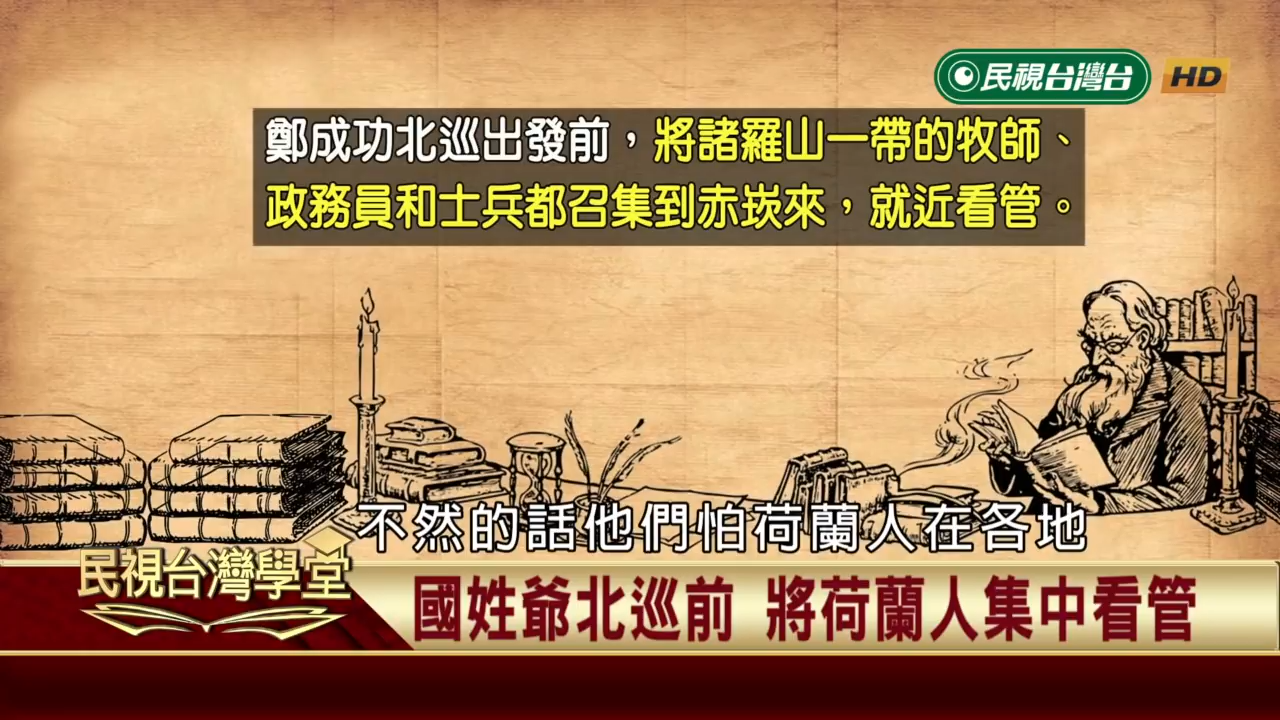 民視台灣台 HD
鄭成功北巡出發前，將諸羅山一帶的牧師、
政務員和士兵都召集到赤崁來，就近看管。
不然的話他們怕荷蘭人在各地
民視台灣學堂
國姓爺北巡前 將荷蘭人集中看管